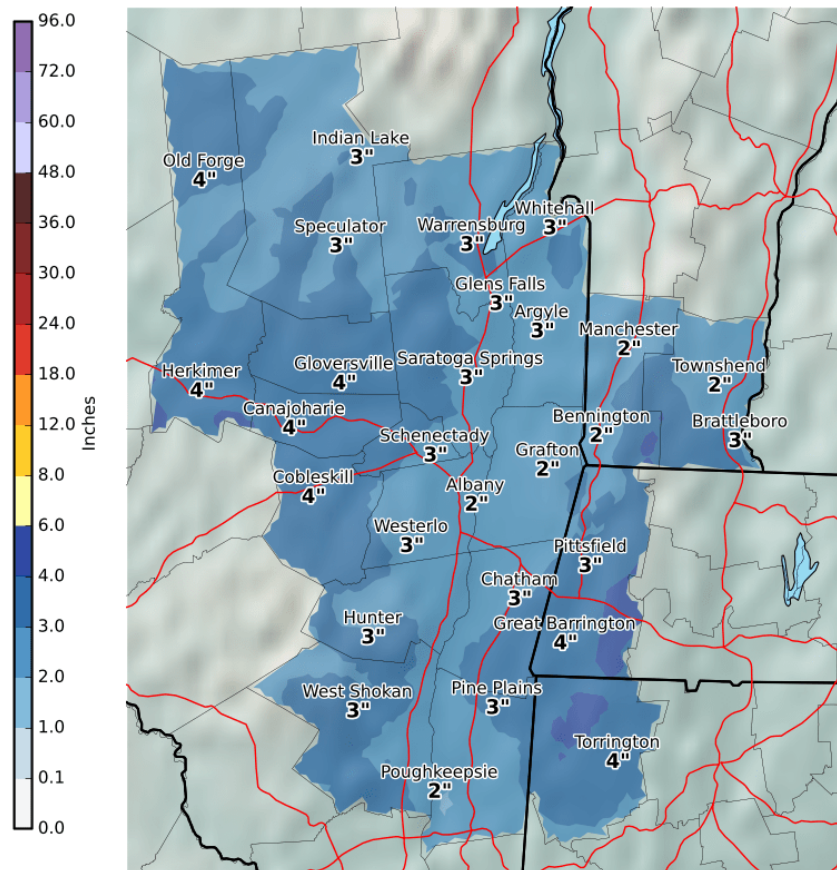 96.0
72.0
60.0
48.0
36.0
30.0
24.0
18.0
12.0
8.0
6.0
4.0
3.0
2.0
1.0
0.1
0.0
Inches
Indian Lake
3"
Old Forge
4"
Whitehall
3"
Speculator
3"
Warrensburg
3"
Glens Falls
3"
Argyle
3"
Manchester
2"
Saratoga Springs
3"
Gloversville
4"
Townshend
2"
Herkimer
4"
Canajoharie
4"
Bennington
2"
Brattleboro
3"
Schenectady
3"
Grafton
2"
Cobleskill
4"
Albany
2"
Westerlo
3"
Pittsfield
3"
Chatham
3"
Hunter
3"
Great Barrington
4"
West Shokan
3"
Pine Plains
3"
Torrington
4"
Poughkeepsie
2"